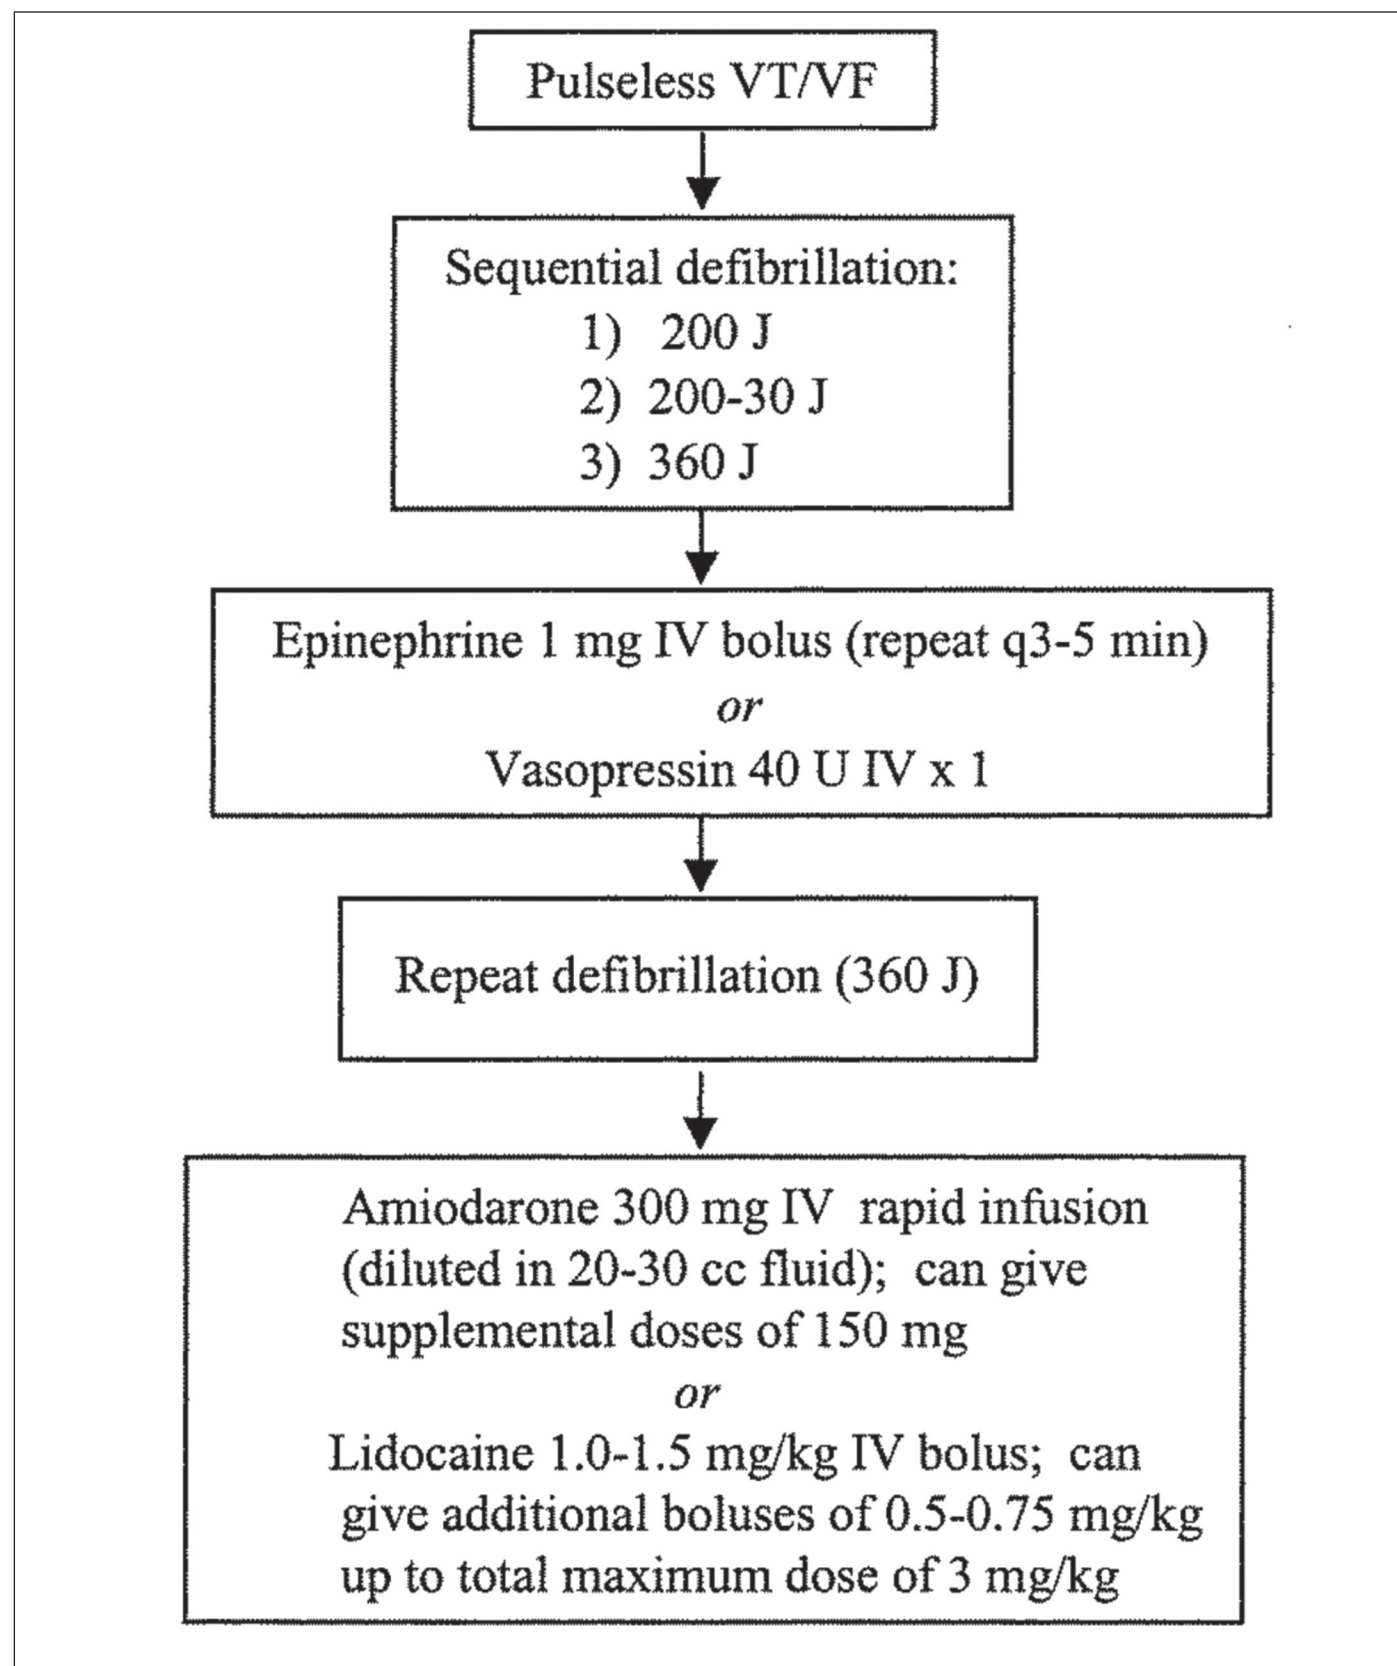 Pulseless VT/VF
Sequential defibrillation:
1) 200 J
2) 200-30 J
3) 360 J
Epinephrine 1 mg IV bolus (repeat q3-5 min)
or
Vasopressin 40 U IV x 1
Repeat defibrillation (360 J)
Amiodarone 300 mg IV rapid infusion
(diluted in 20-30 cc fluid); can give
supplemental doses of 150 mg
or
Lidocaine 1.0-1.5 mg/kg IV bolus; can
give additional boluses of 0.5-0.75 mg/kg
up to total maximum dose of 3 mg/kg